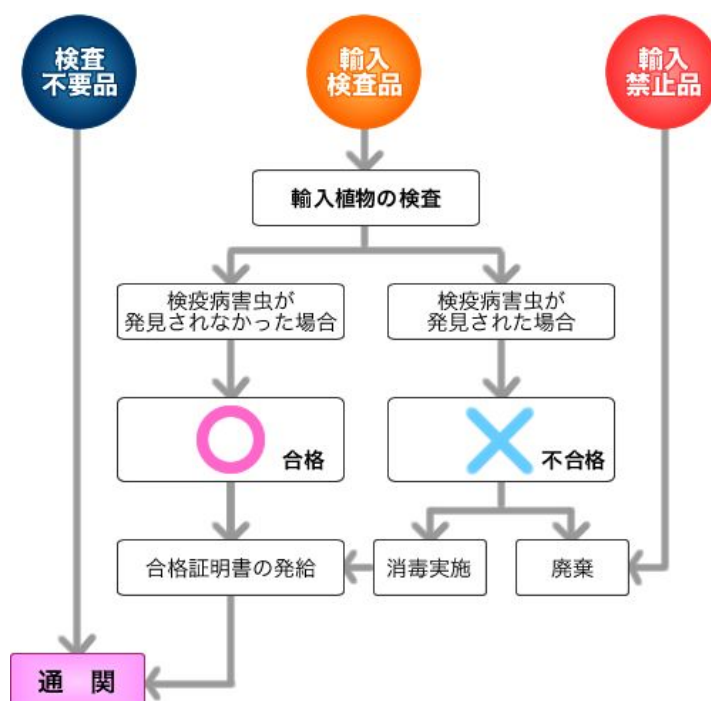 検査
不要品
輸入
検査品
輸入
禁止品
輸入植物の検査
検疫病害虫が
発見されなかった場合
検疫病害虫が
発見された場合
合格
不合格
合格証明書の発給
消毒実施
廃棄
通 関